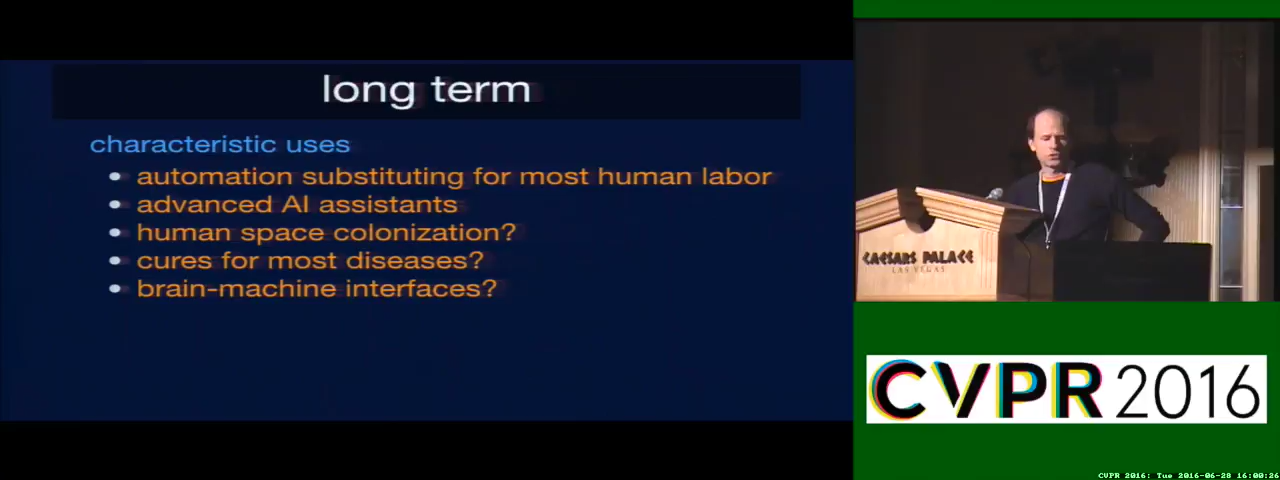 long term
characteristic uses
• automation substituting for most human labor
• advanced AI assistants
• human space colonization?
• cures for most diseases?
• brain-machine interfaces?
CAESARS PALACE
LAS VEGAS
CVPR 2016
CVPR 2016: Tue 2016-06-28 16:00:26